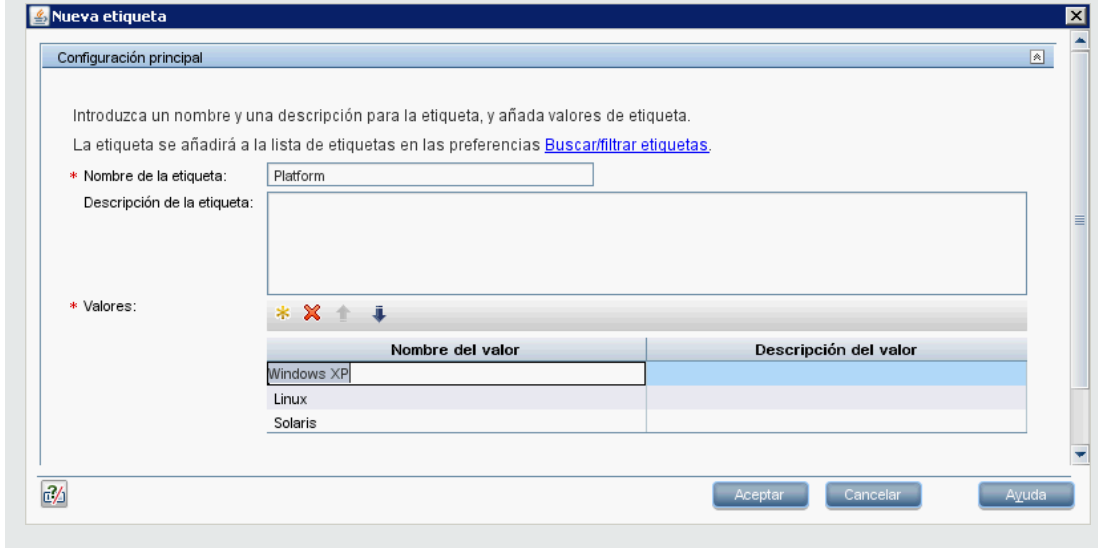 Nueva etiqueta
Configuración principal
Introduzca un nombre y una descripción para la etiqueta, y añada valores de etiqueta.
La etiqueta se añadirá a la lista de etiquetas en las preferencias Buscar/filtrar etiquetas.
* Nombre de la etiqueta: Platform
Descripción de la etiqueta:
* Valores:
Nombre del valor Descripción del valor
Windows XP
Linux
Solaris
Aceptar Cancelar Ayuda